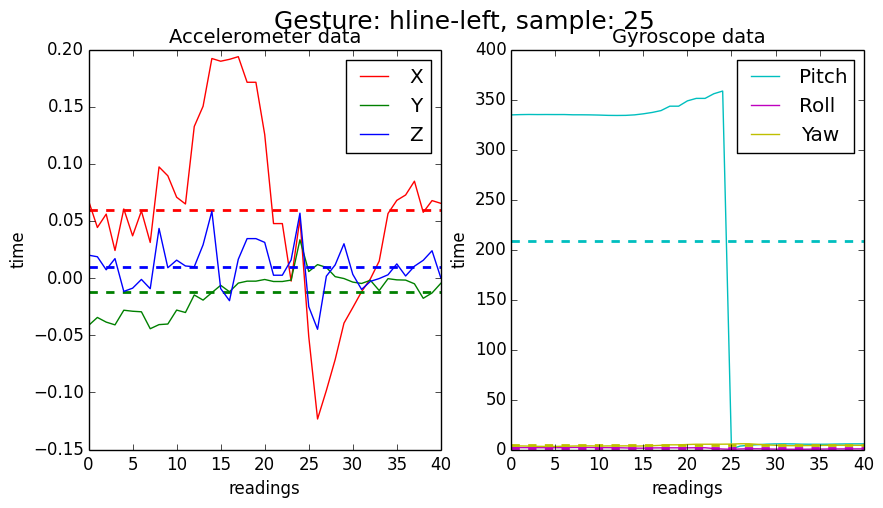 Gesture: hline-left, sample: 25
Accelerometer data
0.20
0.15
0.10
0.05
0.00
−0.05
−0.10
−0.15
time
0 5 10 15 20 25 30 35 40
readings
X
Y
Z
Gyroscope data
400
350
300
250
200
150
100
50
0
time
0 5 10 15 20 25 30 35 40
readings
Pitch
Roll
Yaw